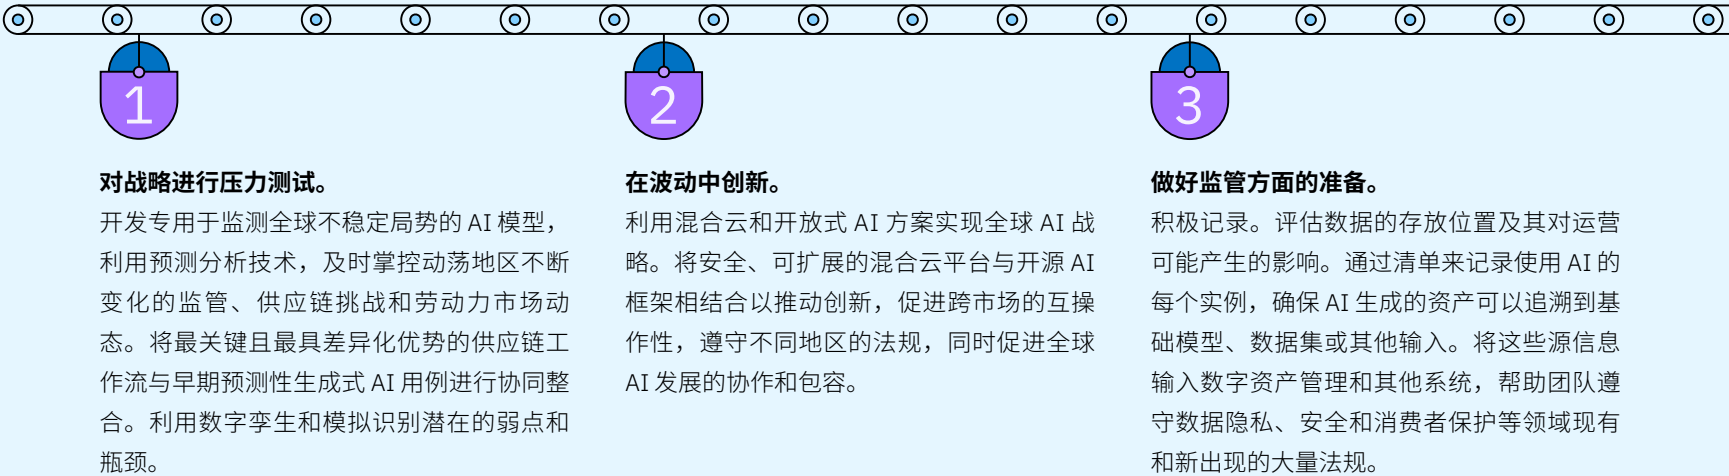 1
对战略进行压力测试。
开发专用于监测全球不稳定局势的 AI 模型，
利用预测分析技术，及时掌控动荡地区不断
变化的监管、供应链挑战和劳动力市场动
态。将最关键且最具差异化优势的供应链工
作流与早期预测性生成式 AI 用例进行协同整
合。利用数字孪生和模拟识别潜在的弱点和
瓶颈。
2
在波动中创新。
利用混合云和开放式 AI 方案实现全球 AI 战
略。将安全、可扩展的混合云平台与开源 AI
框架相结合以推动创新，促进跨市场的互操
作性，遵守不同地区的法规，同时促进全球
AI 发展的协作和包容。
3
做好监管方面的准备。
积极记录。评估数据的存放位置及其对运营
可能产生的影响。通过清单来记录使用 AI 的
每个实例，确保 AI 生成的资产可以追溯到基
础模型、数据集或其他输入。将这些源信息
输入数字资产管理和其他系统，帮助团队遵
守数据隐私、安全和消费者保护等领域现有
和新出现的大量法规。